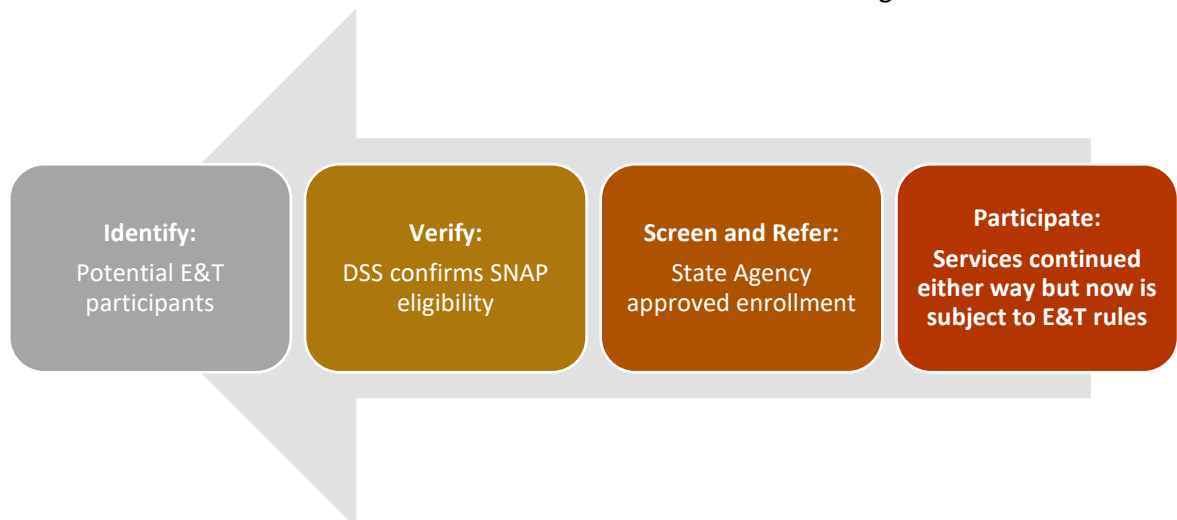 Identify:
Potential E&T
participants
Verify:
DSS confirms SNAP
eligibility
Screen and Refer:
State Agency
approved enrollment
Participate:
Services continued
either way but now is
subject to E&T rules